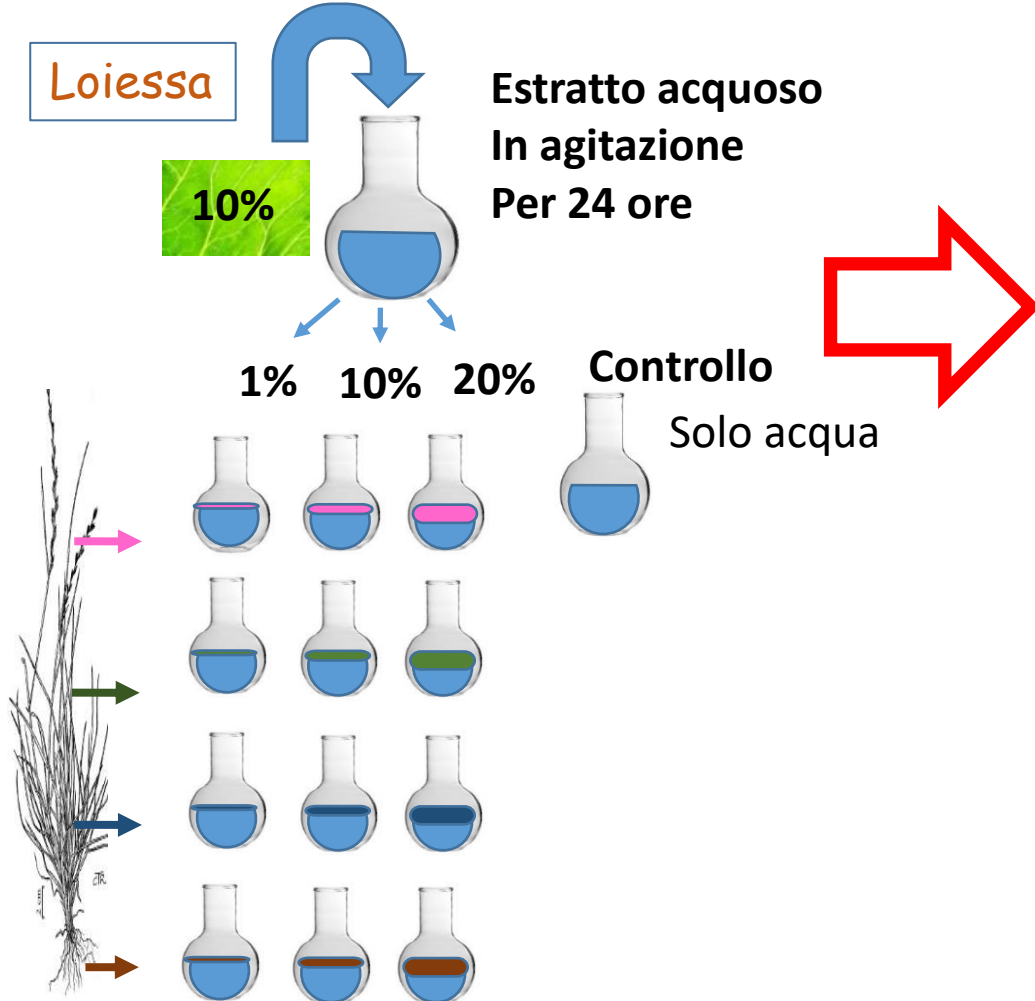 Loiessa
Estratto acquoso
In agitazione
Per 24 ore
10%
1% 10% 20%
Controllo
Solo acqua